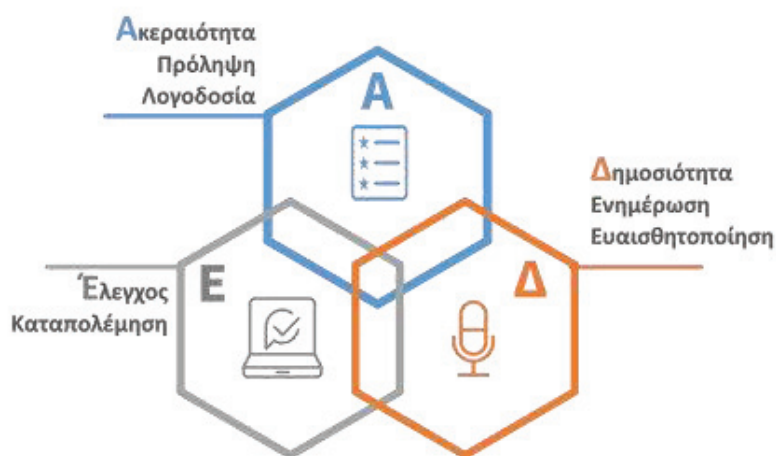 Ακεραιότητα
Πρόληψη
Λογοδοσία
Α
Δημοσιότητα
Ενημέρωση
Ευαισθητοποίηση
Έλεγχος
Καταπολέμηση
Ε
Δ